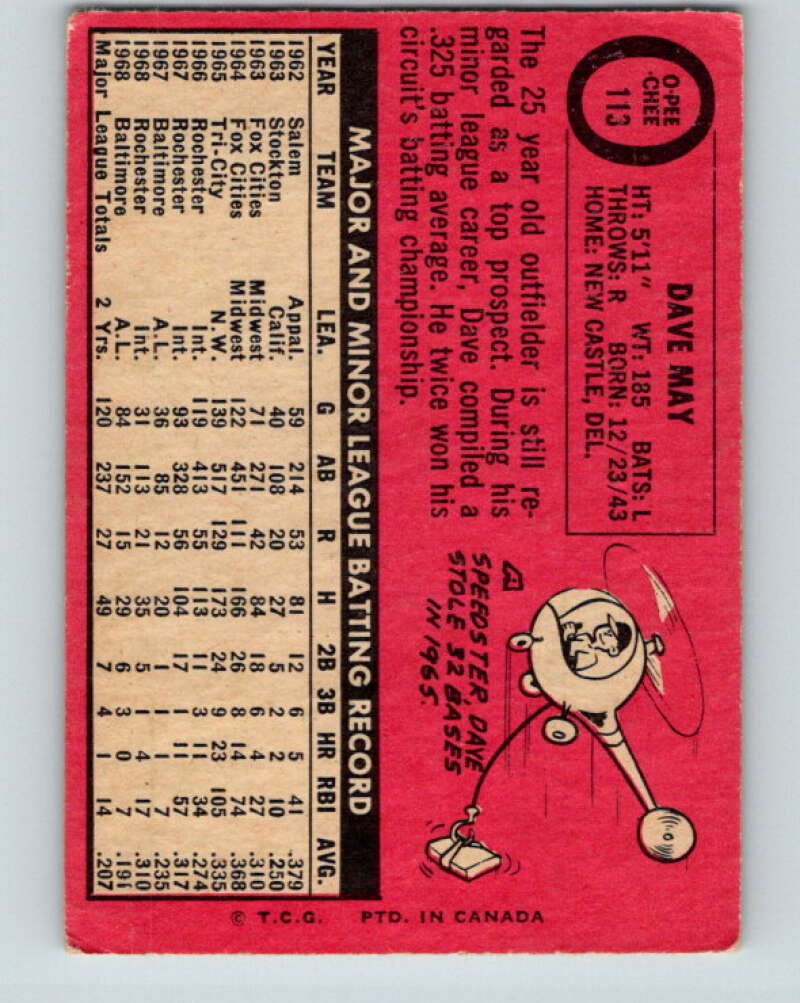 O-PEE
-CHEE
113
DAVE MAY
HT: 5'11" WT: 185 BATS: L
THROWS: R BORN: 12/23/43
HOME: NEW CASTLE, DEL.
The 25 year old outfielder is still re-
garded as a top prospect. During his
minor league career, Dave compiled a
.325 batting average. He twice won his
circuit's batting championship.
A
SPEEDSTER, DAVE
STOLE 32 BASES
IN 1965.
MAJOR AND MINOR LEAGUE BATTING RECORD
YEAR TEAM LEA. G AB R H 2B 3B HR RBI AVG.
1962 Salem Appal. 59 214 53 81 12 6 5 41 .379
1963 Stockton Calif. 40 108 20 27 5 2 2 10 .250
1963 Fox Cities Midwest 71 271 42 84 18 6 4 27 .310
1964 Fox Cities Midwest 122 451 111 166 26 8 14 74 .368
1965 Tri-City N.W. 139 517 129 173 24 9 23 105 .335
1966 Rochester Int. 119 413 55 113 11 3 11 34 .274
1967 Rochester Int. 93 328 56 104 17 1 11 57 .317
1967 Baltimore A.L. 36 85 12 20 1 1 1 7 .235
1968 Rochester Int. 31 113 21 35 5 1 4 17 .310
1968 Baltimore A.L. 84 152 15 29 6 3 0 7 .191
Major League Totals 2 Yrs. 120 237 27 49 7 4 1 14 .207
© T.C.G. PTD. IN CANADA